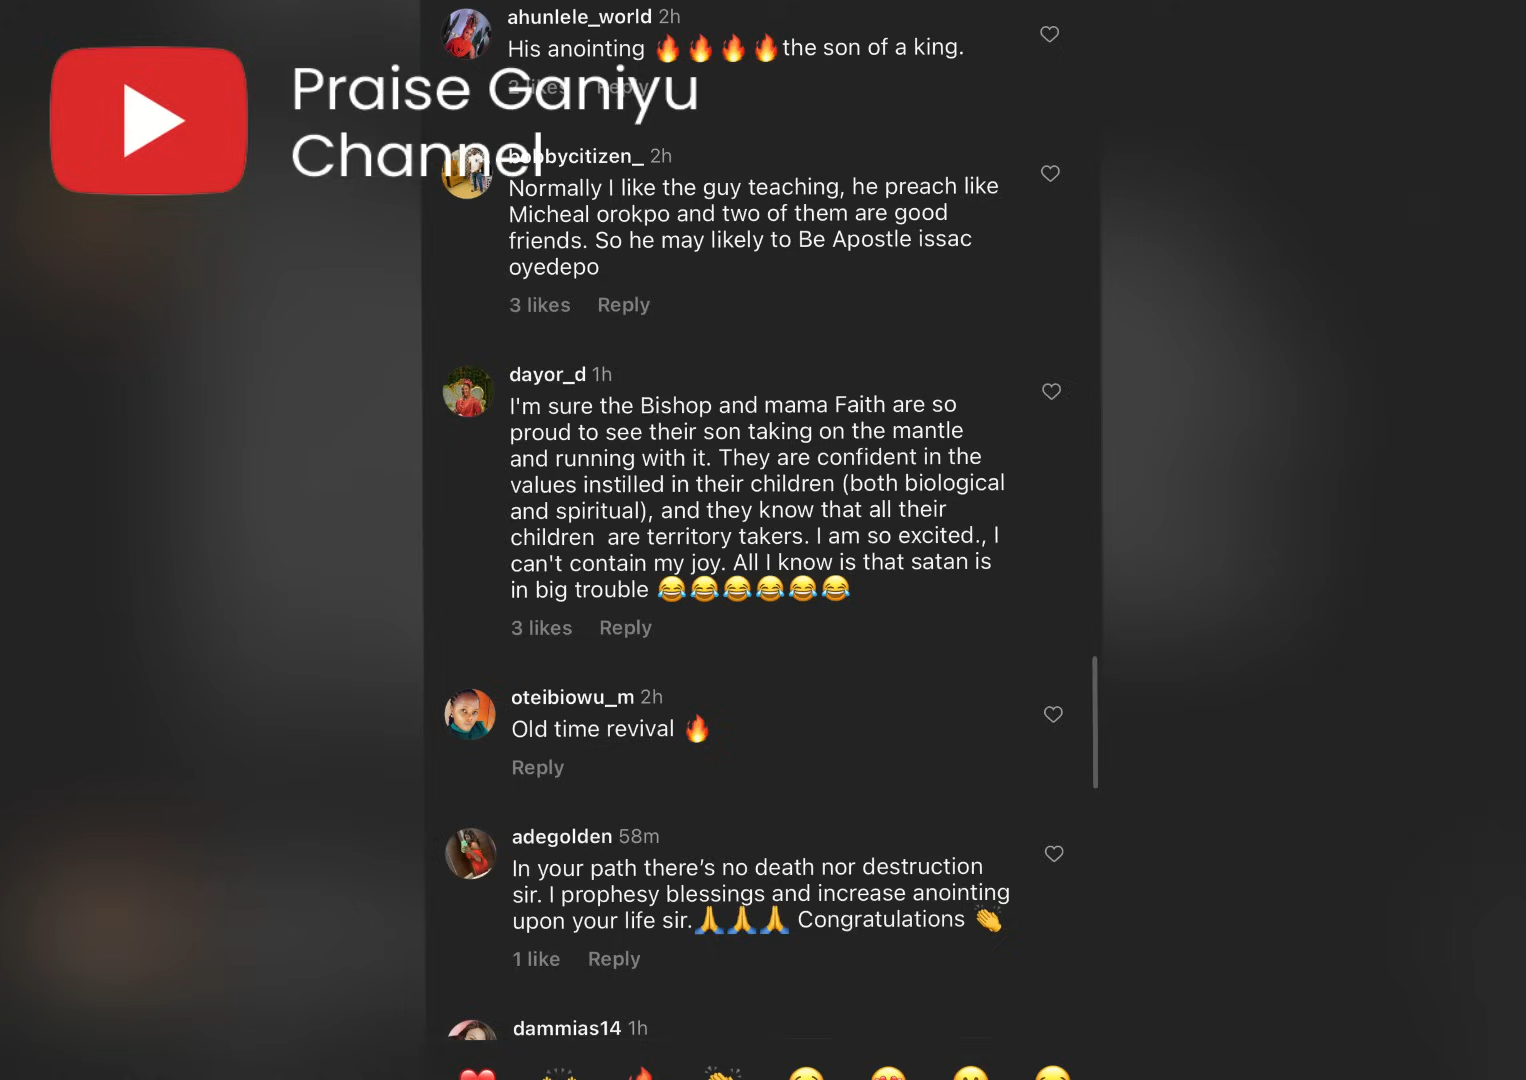 ahunlele_world 2h
His anointing 🔥🔥🔥🔥the son of a king.
2 likes Reply
Praise Ganiyu
Channel
bobbycitizen_ 2h
Normally I like the guy teaching, he preach like
Micheal orokpo and two of them are good
friends. So he may likely to Be Apostle issac
oyedepo
3 likes Reply
dayor_d 1h
I'm sure the Bishop and mama Faith are so
proud to see their son taking on the mantle
and running with it. They are confident in the
values instilled in their children (both biological
and spiritual), and they know that all their
children are territory takers. I am so excited., I
can't contain my joy. All I know is that satan is
in big trouble 😂😂😂😂😂😂
3 likes Reply
oteibiowu_m 2h
Old time revival 🔥
Reply
adegolden 58m
In your path there’s no death nor destruction
sir. I prophesy blessings and increase anointing
upon your life sir.🙏🙏🙏 Congratulations 👏
1 like Reply
dammias14 1h